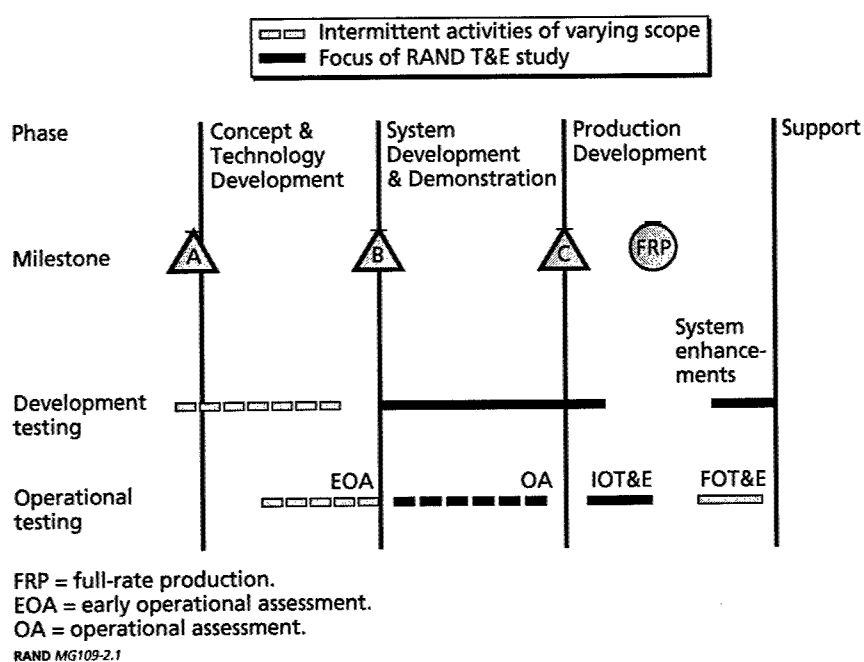 Intermittent activities of varying scope
Focus of RAND T&E study
Phase
Concept &
Technology
Development
System
Development
& Demonstration
Production
Development
Support
Milestone
A
B
C
FRP
System
enhance-
ments
Development
testing
EOA
OA
IOT&E
FOT&E
Operational
testing
FRP = full-rate production.
EOA = early operational assessment.
OA = operational assessment.
RAND MG109-2.1